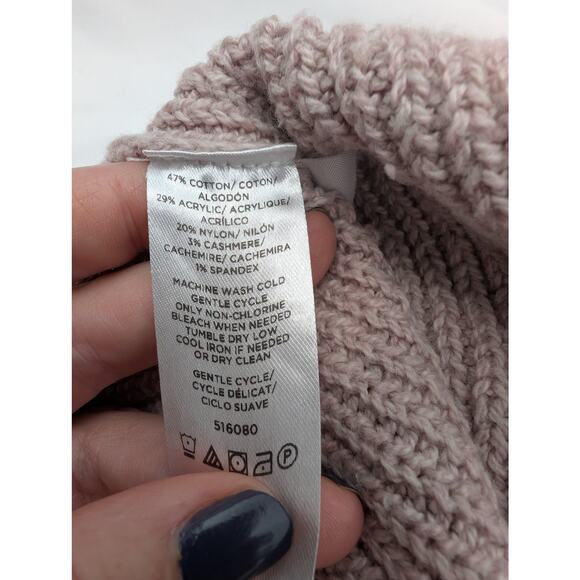 47% COTTON/ COTON/
ALGODÓN
29% ACRYLIC/ ACRYLIQUE/
ACRÍLICO
20% NYLON/ NILÓN
3% CASHMERE/
CACHEMIRE/ CACHEMIRA
1% SPANDEX
MACHINE WASH COLD
GENTLE CYCLE
ONLY NON-CHLORINE
BLEACH WHEN NEEDED
TUMBLE DRY LOW
COOL IRON IF NEEDED
OR DRY CLEAN
GENTLE CYCLE/
CYCLE DÉLICAT/
CICLO SUAVE
516080
P